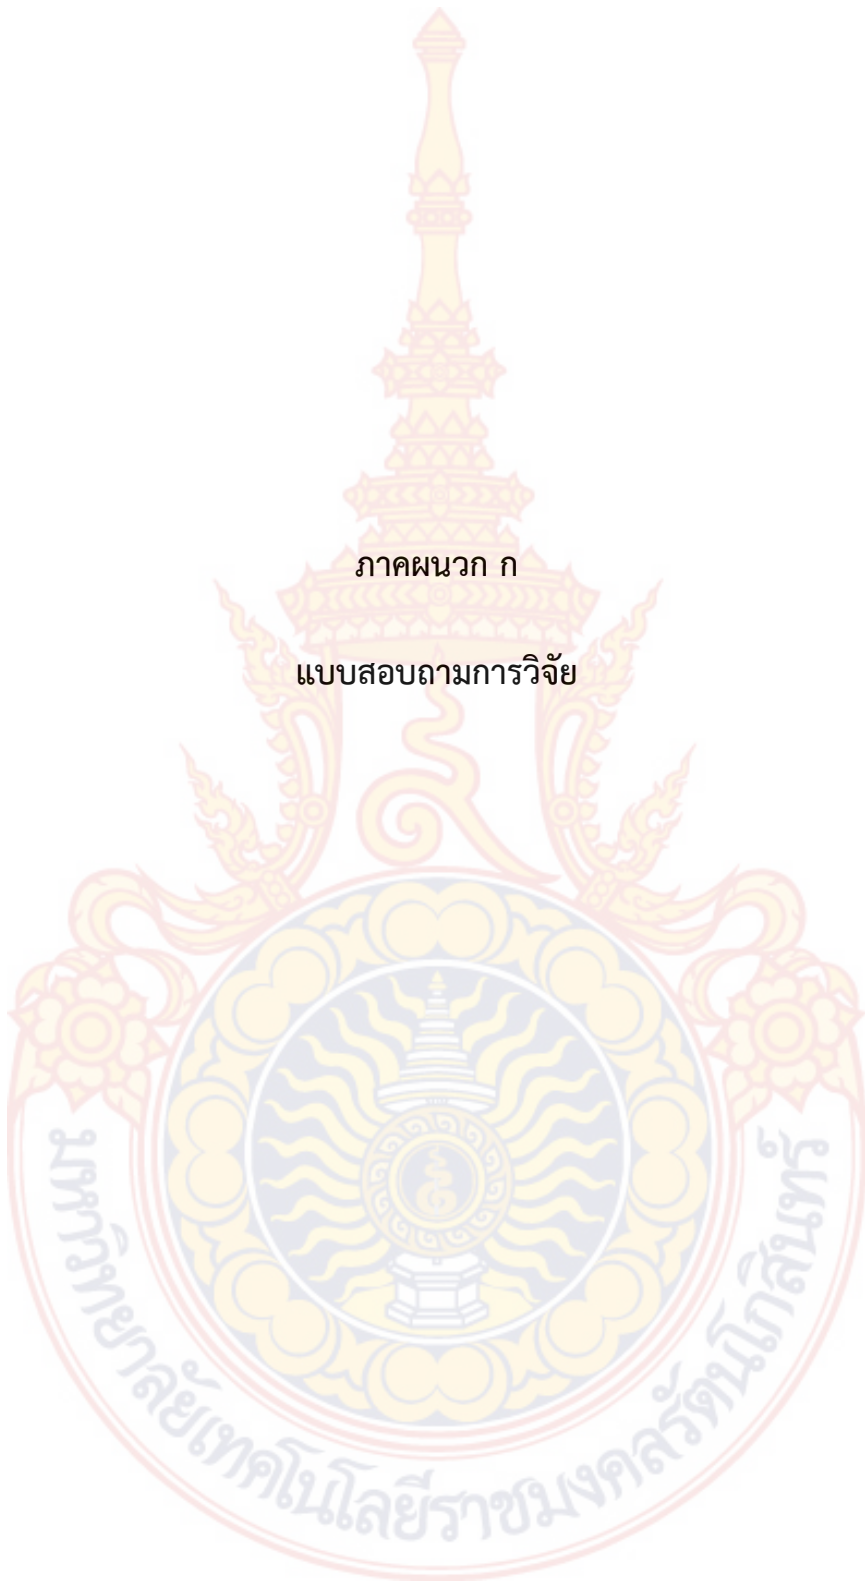 ภาคผนวก ก
แบบสอบถามการวิจัย
มหาวิทยาลัยเทคโนโลยีราชมงคลรัตนโกสินทร์